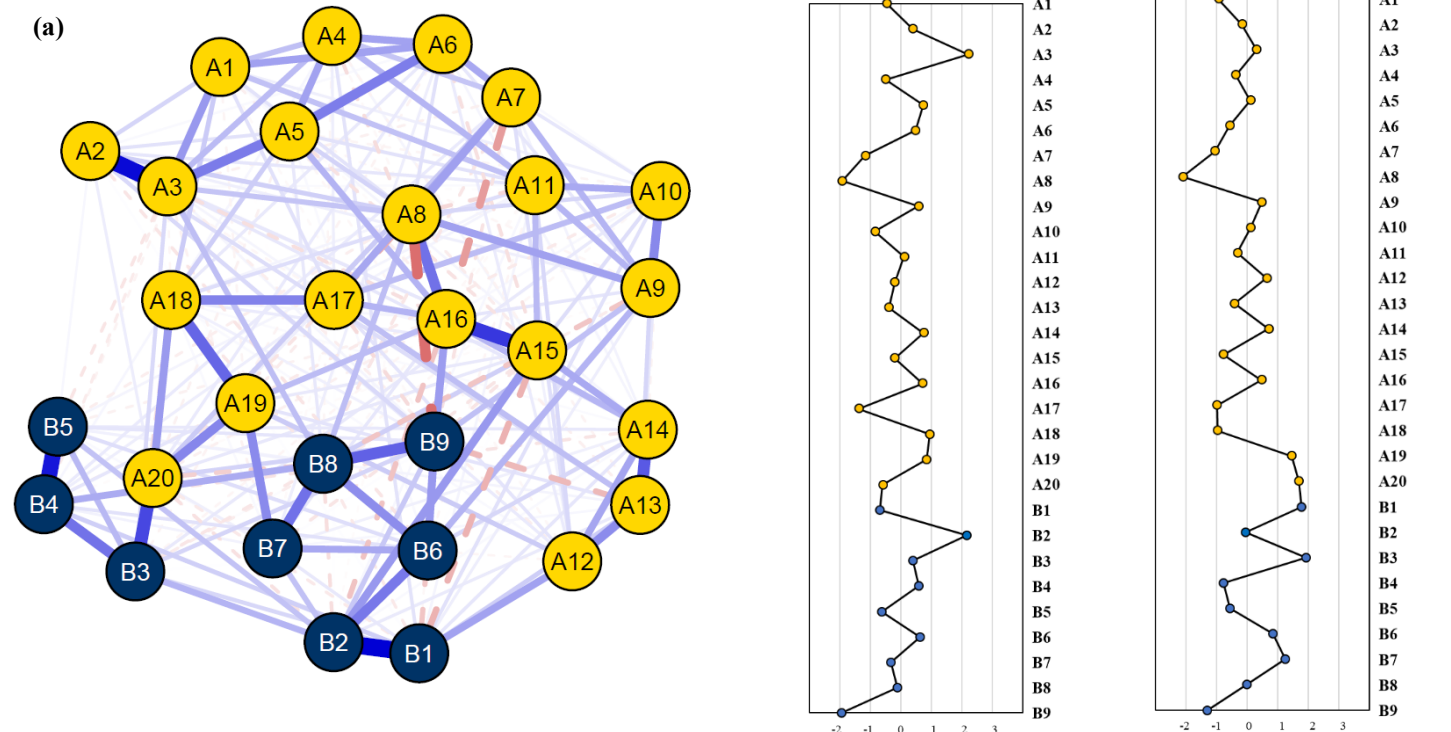 (a)
A4
A6
A1
A7
A5
A2
A3
A11
A10
A8
A9
A18
A17
A16
A15
A19
B5
B9
A14
B8
A20
B4
A13
B7
B6
A12
B3
B2
B1
A1
A2
A3
A4
A5
A6
A7
A8
A9
A10
A11
A12
A13
A14
A15
A16
A17
A18
A19
A20
B1
B2
B3
B4
B5
B6
B7
B8
B9
-2 -1 0 1 2 3
A1
A2
A3
A4
A5
A6
A7
A8
A9
A10
A11
A12
A13
A14
A15
A16
A17
A18
A19
A20
B1
B2
B3
B4
B5
B6
B7
B8
B9
-2 -1 0 1 2 3